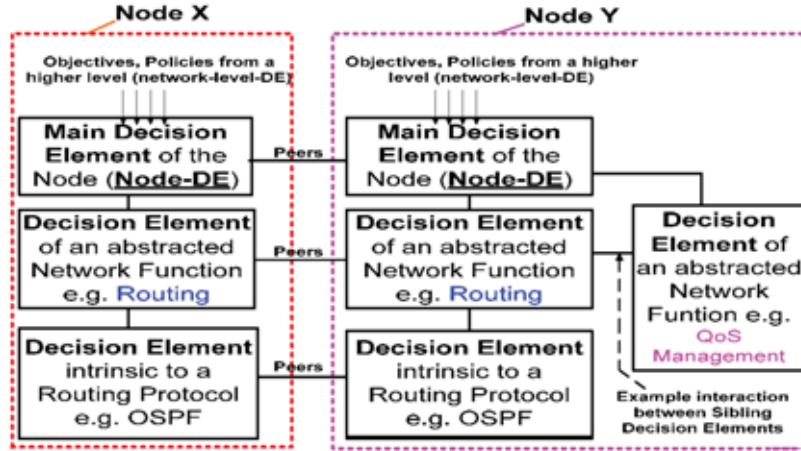 Node X
Objectives, Policies from a
higher level (network-level-DE)
Main Decision
Element of the
Node (Node-DE)
Decision Element
of an abstracted
Network Function
e.g. Routing
Decision Element
intrinsic to a
Routing Protocol
e.g. OSPF
Peers
Peers
Peers
Node Y
Objectives, Policies from a higher
level (network-level-DE)
Main Decision
Element of the
Node (Node-DE)
Decision Element
of an abstracted
Network Function
e.g. Routing
Decision Element
intrinsic to a
Routing Protocol
e.g. OSPF
Decision
Element of
an abstracted
Network
Funtion e.g.
QoS
Management
Example interaction
between Sibling
Decision Elements